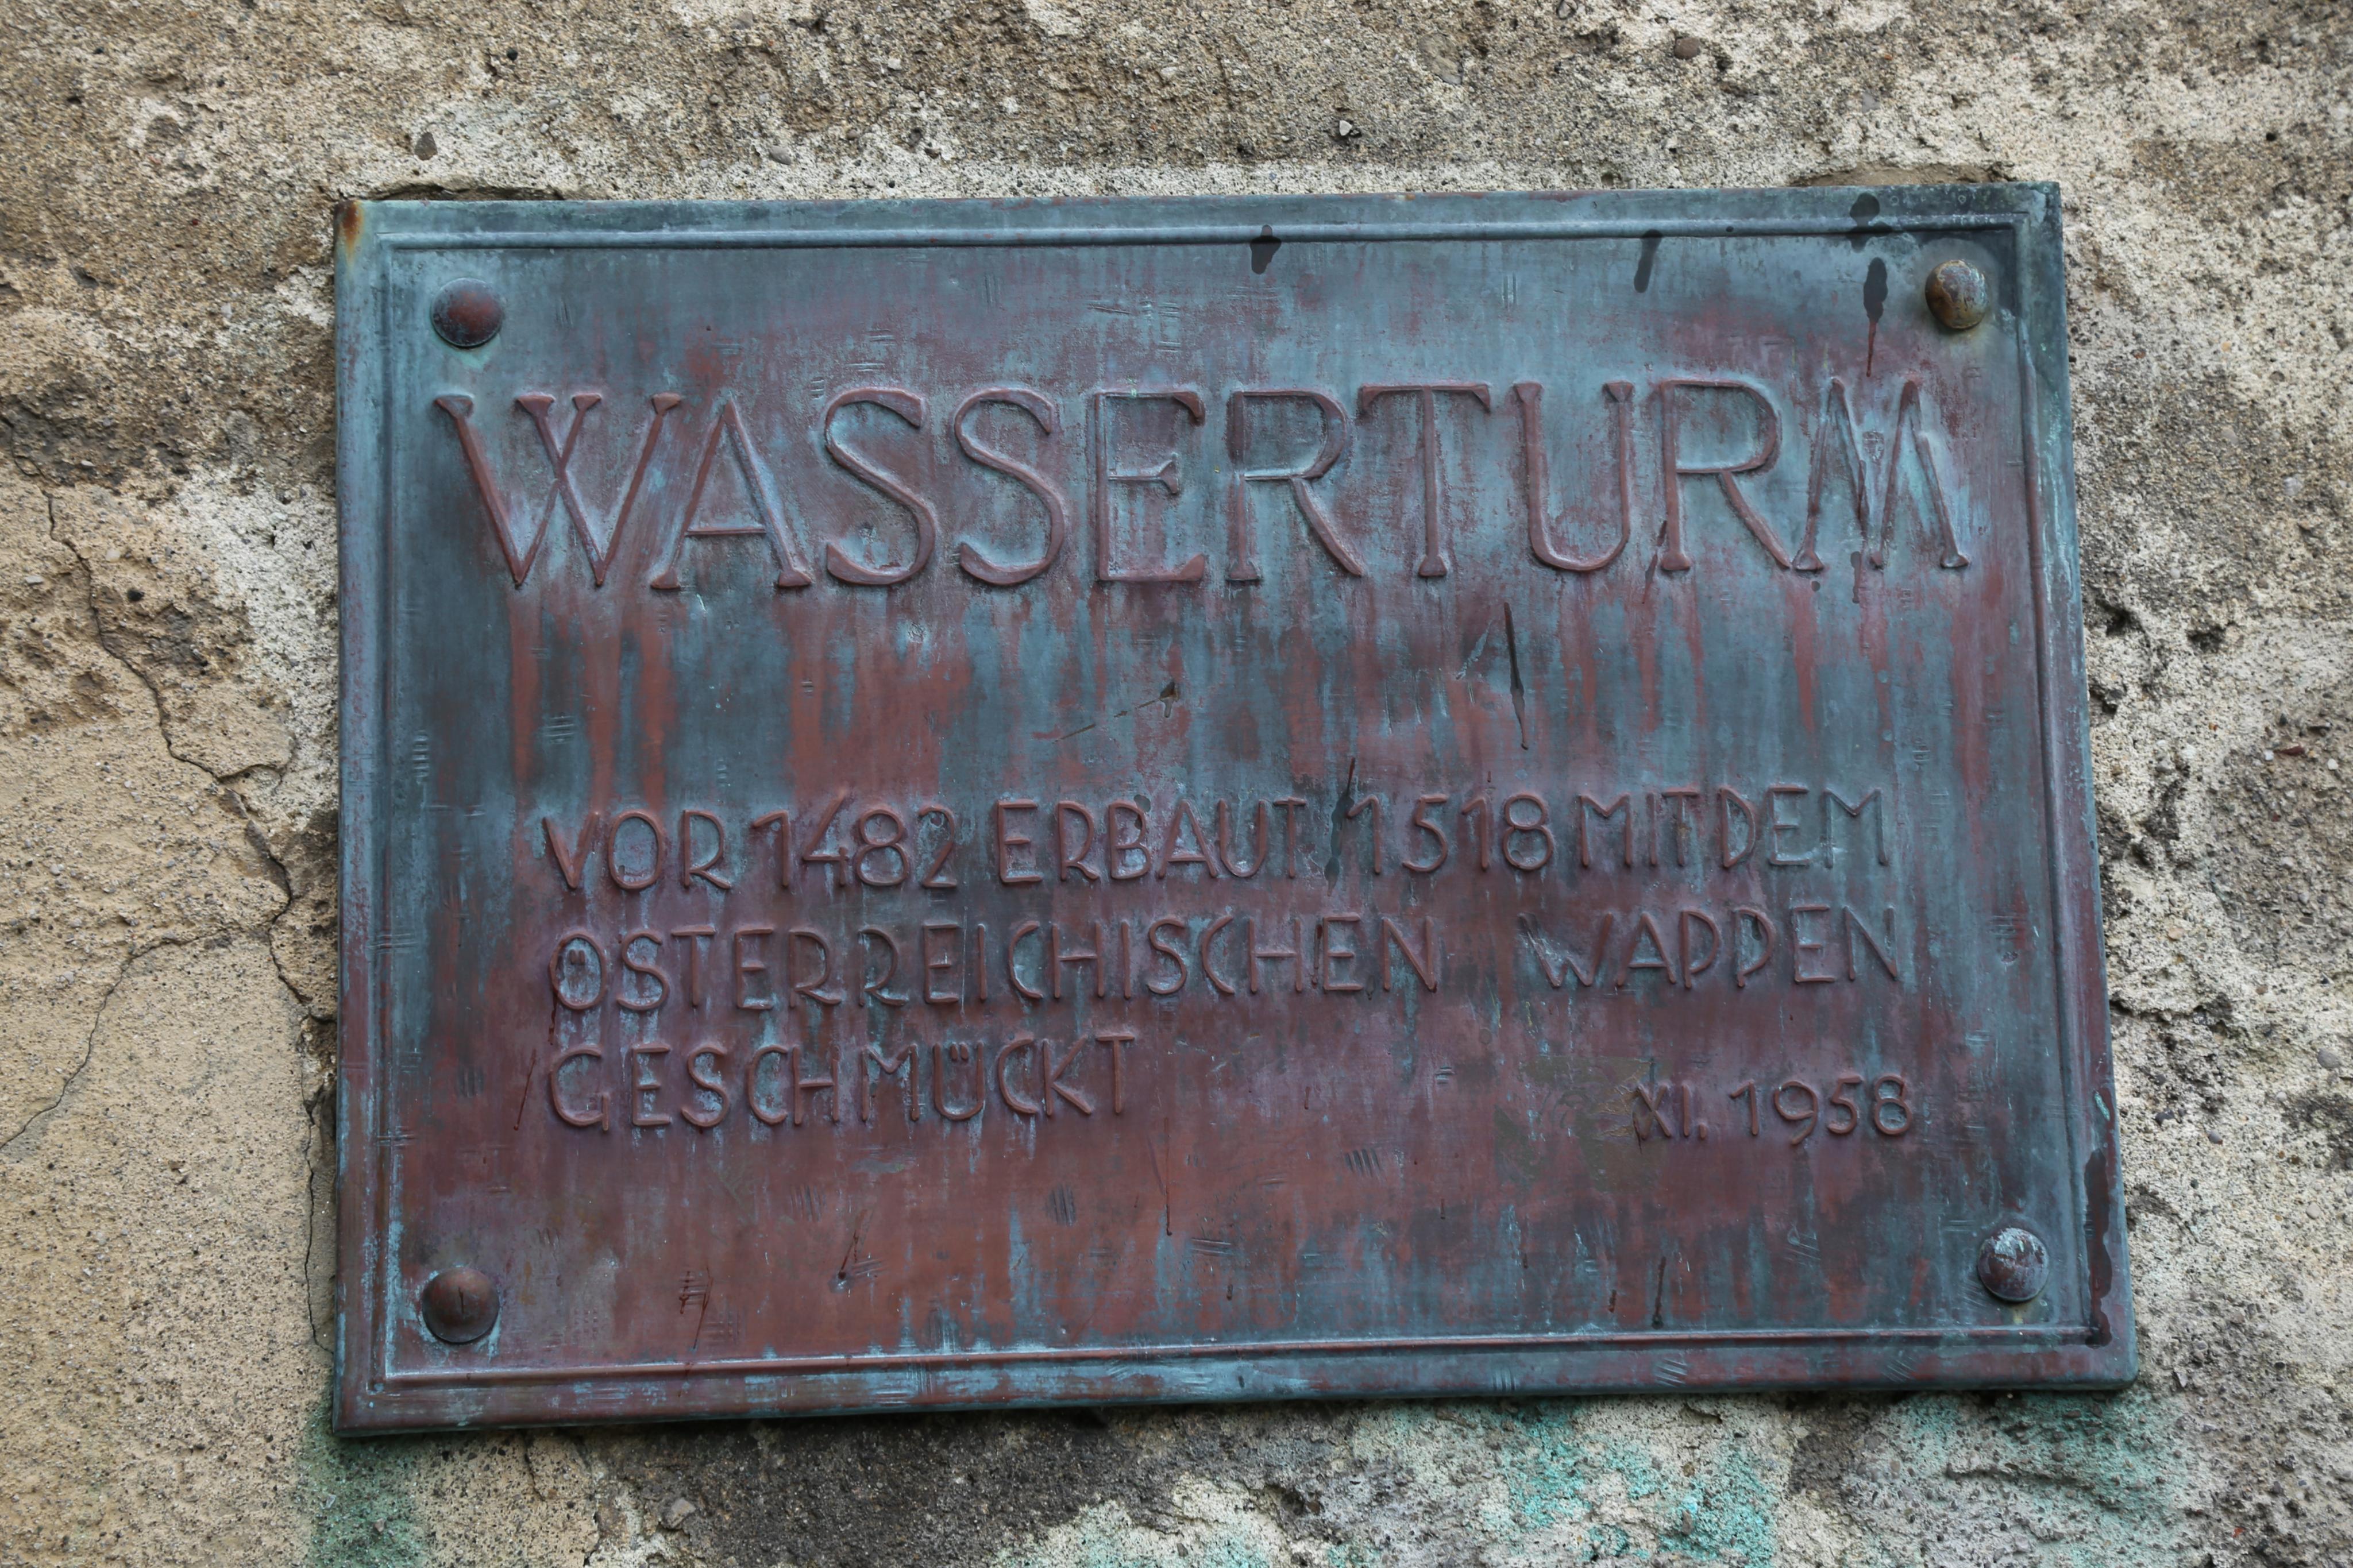 WASSERTURM
VOR 1482 ERBAUT. 1518 MIT DEM
ÖSTERREICHISCHEN WAPPEN
GESCHMÜCKT
XI. 1958